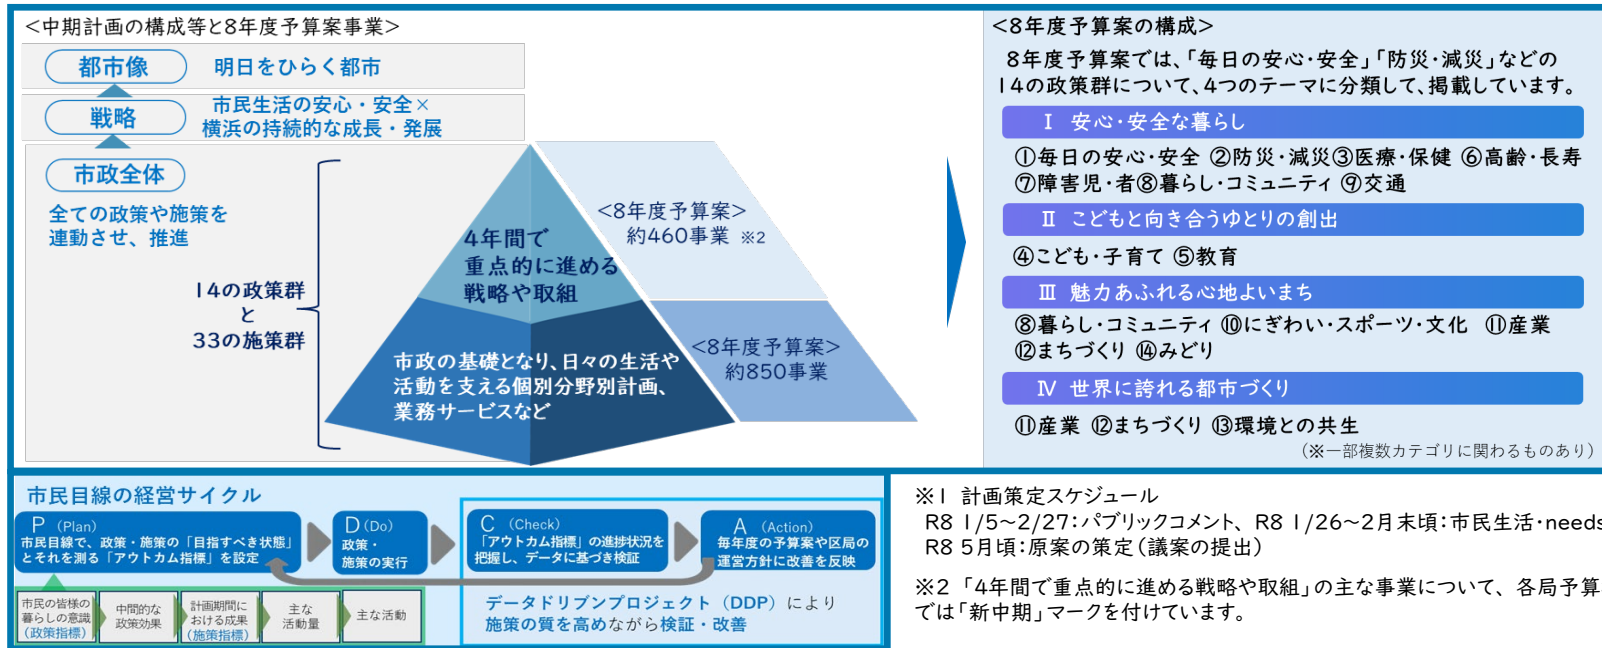 <中期計画の構成等と8年度予算案事業>
都市像
明日をひらく都市
戦略
市民生活の安心・安全×
横浜の持続的な成長・発展
市政全体
全ての政策や施策を
連動させ、推進
14の政策群
と
33の施策群
4年間で
重点的に進める
戦略や取組
<8年度予算案>
約460事業 ※2
市政の基礎となり、日々の生活や
活動を支える個別分野別計画、
業務サービスなど
<8年度予算案>
約850事業
<8年度予算案の構成>
8年度予算案では、「毎日の安心・安全」「防災・減災」などの
14の政策群について、4つのテーマに分類して、掲載しています。
Ⅰ 安心・安全な暮らし
①毎日の安心・安全 ②防災・減災③医療・保健 ⑥高齢・長寿
⑦障害児・者⑧暮らし・コミュニティ ⑨交通
Ⅱ こどもと向き合うゆとりの創出
④こども・子育て ⑤教育
Ⅲ 魅力あふれる心地よいまち
⑧暮らし・コミュニティ ⑩にぎわい・スポーツ・文化 ⑪産業
⑫まちづくり ⑭みどり
Ⅳ 世界に誇れる都市づくり
⑪産業 ⑫まちづくり ⑬環境との共生
(※一部複数カテゴリに関わるものあり)
市民目線の経営サイクル
P (Plan)
市民目線で、政策・施策の「目指すべき状態」
とそれを測る「アウトカム指標」を設定
D (Do)
政策・
施策の実行
C (Check)
「アウトカム指標」の進捗状況を
把握し、データに基づき検証
A (Action)
毎年度の予算案や区局の
運営方針に改善を反映
市民の皆様の
暮らしの意識
(政策指標)
中間的な
政策効果
計画期間に
おける成果
(施策指標)
主な
活動量
主な活動
データドリブンプロジェクト(DDP)により
施策の質を高めながら検証・改善
※1 計画策定スケジュール
R8 1/5~2/27:パブリックコメント、R8 1/26~2月末頃:市民生活・needs
R8 5月頃:原案の策定(議案の提出)
※2 「4年間で重点的に進める戦略や取組」の主な事業について、各局予算
では「新中期」マークを付けています。